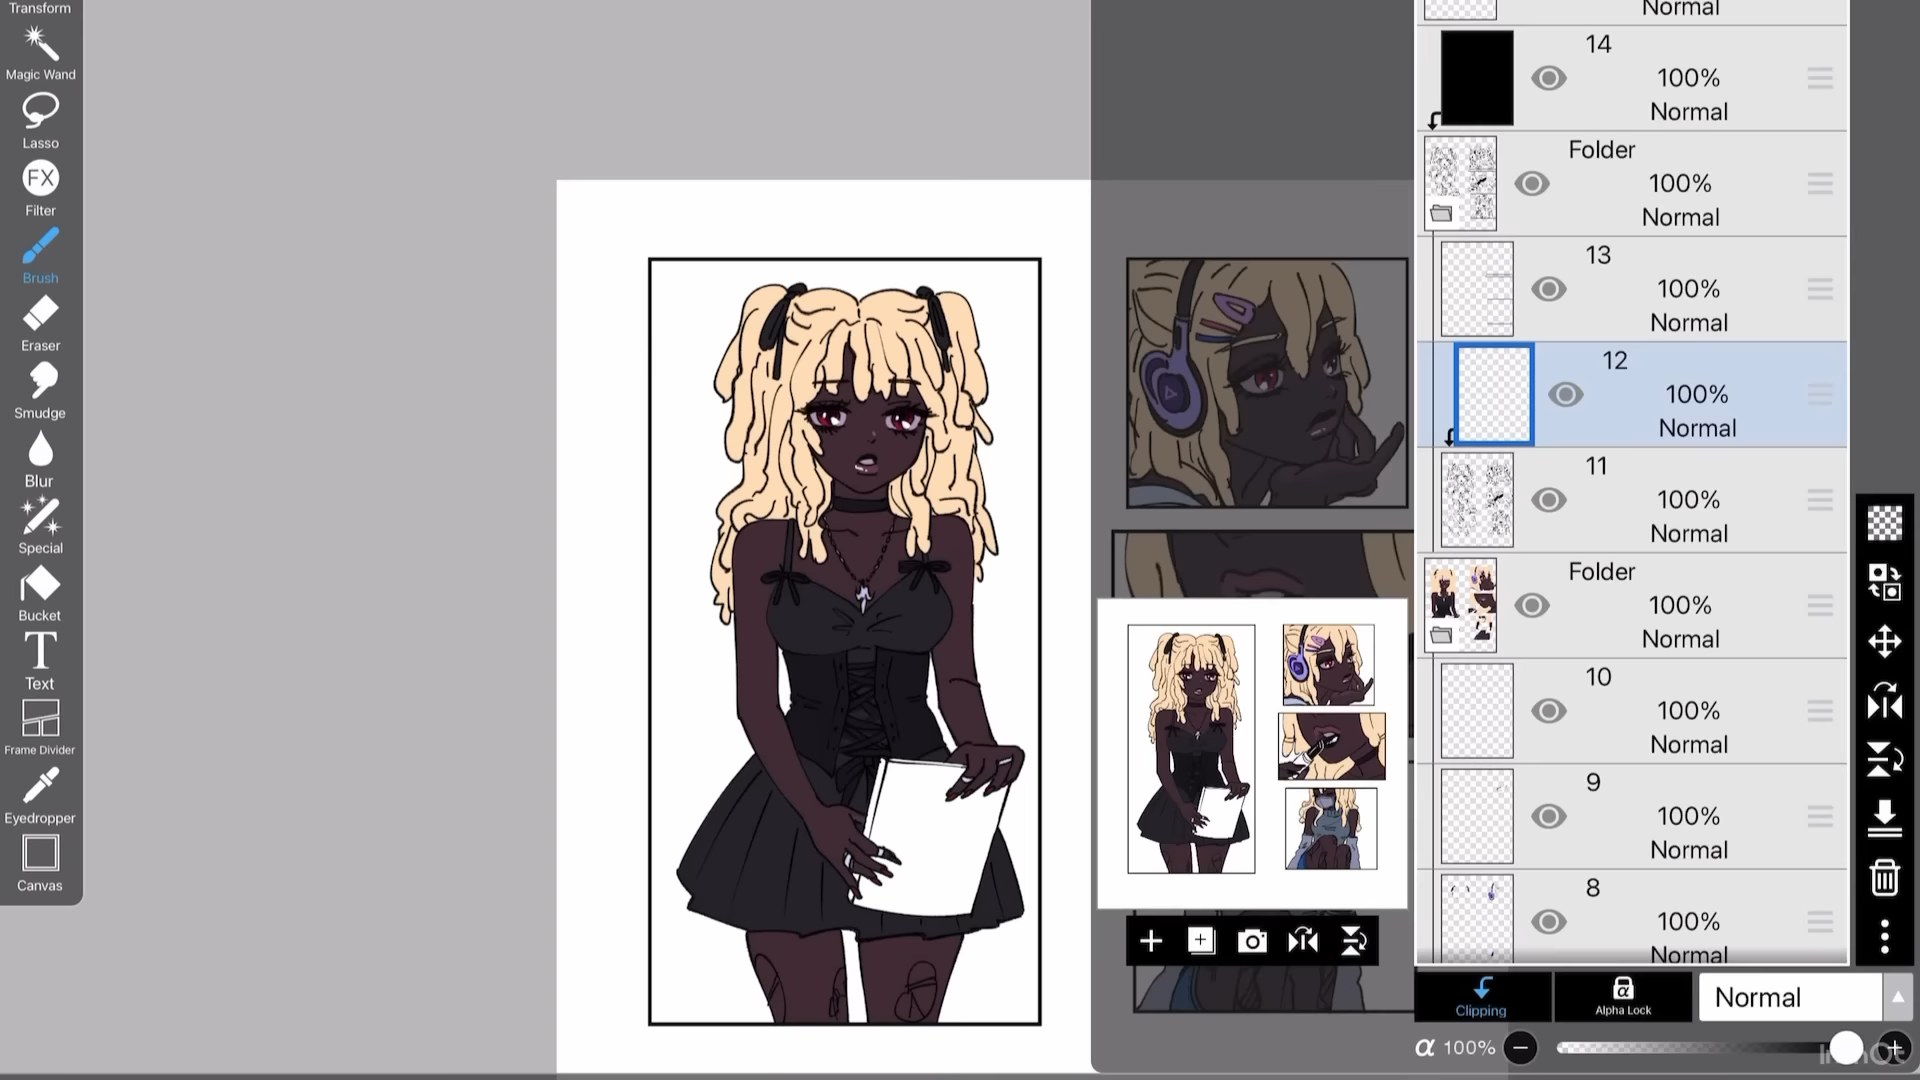 Transform
Magic Wand
Lasso
FX
Filter
Brush
Eraser
Smudge
Blur
Special
Bucket
T
Text
Frame Divider
Eyedropper
Canvas
Normal
14
100%
Normal
Folder
100%
Normal
13
100%
Normal
12
100%
Normal
11
100%
Normal
Folder
100%
Normal
10
100%
Normal
9
100%
Normal
8
100%
Normal
Clipping
α
Alpha Lock
Normal
α 100%